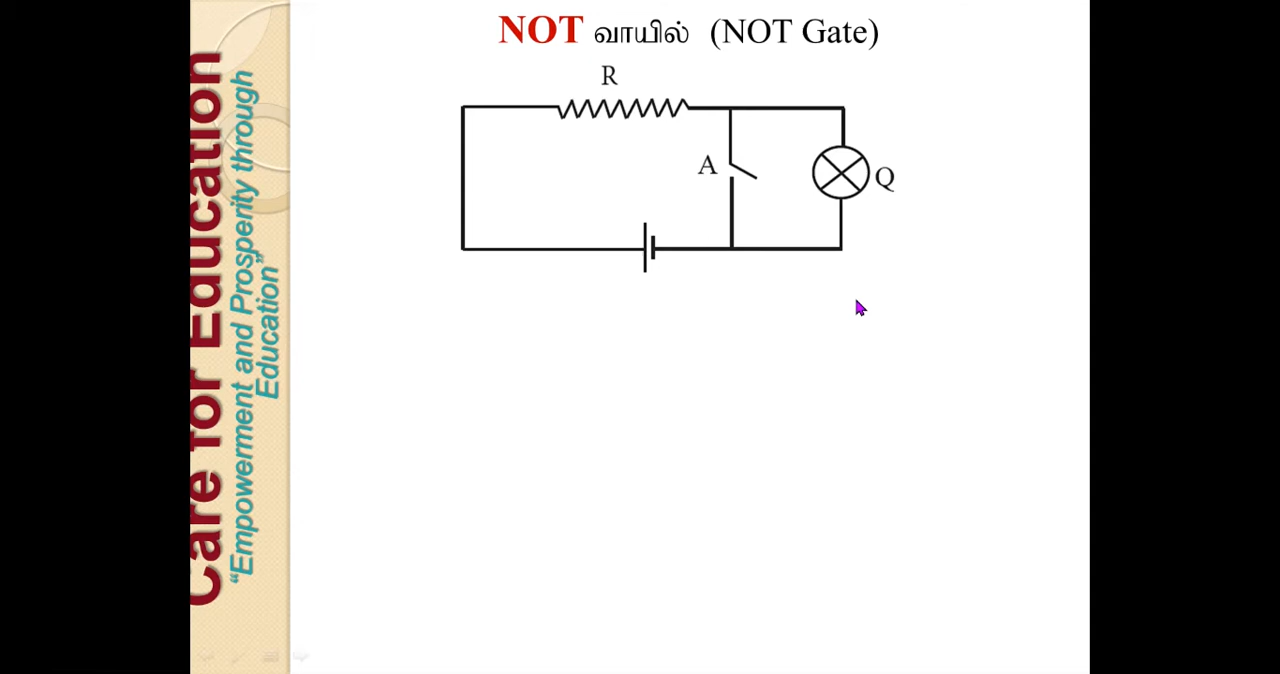 NOT வாயில் (NOT Gate)
R
A
Q
Care for Education
“Empowerment and Prosperity through
Education”